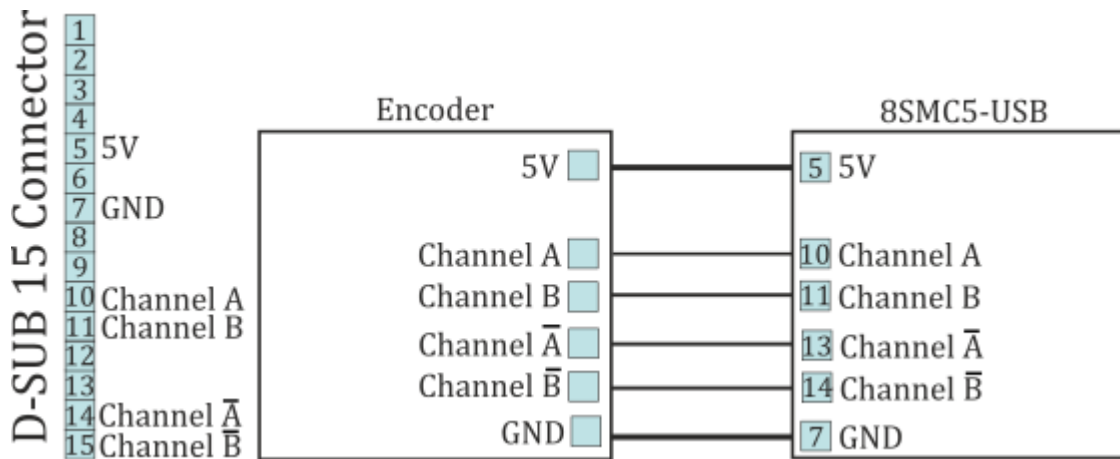 D-SUB 15 Connector
1
2
3
4
5 5V
6
7 GND
8
9
10 Channel A
11 Channel B
12
13
14 Channel A̅
15 Channel B̅
Encoder
5V
Channel A
Channel B
Channel A̅
Channel B̅
GND
8SMC5-USB
5 5V
10 Channel A
11 Channel B
13 Channel A̅
14 Channel B̅
7 GND